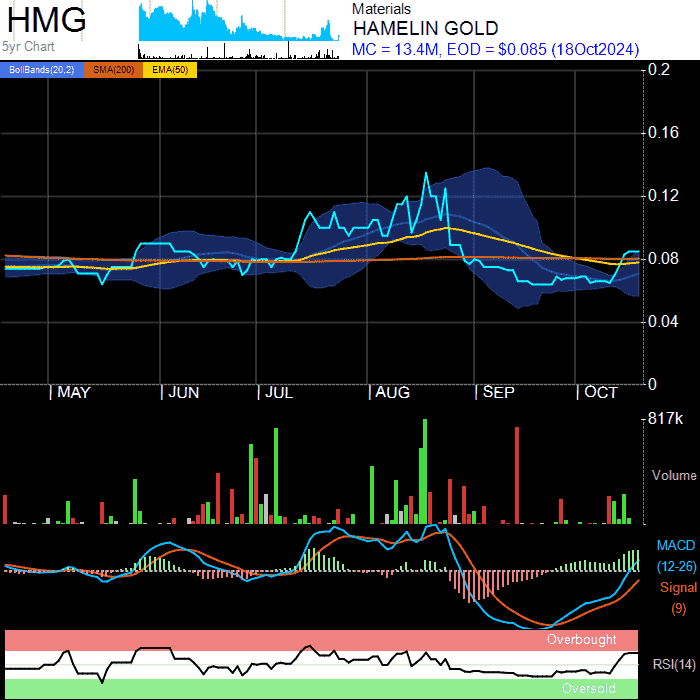 HMG
5yr Chart
Materials
HAMELIN GOLD
MC = 13.4M, EOD = $0.085 (18Oct2024)
BollBands(20,2) SMA(200) EMA(50)
0.2
0.16
0.12
0.08
0.04
0
MAY JUN JUL AUG SEP OCT
817k
Volume
MACD
(12-26)
Signal
(9)
Overbought
RSI(14)
Oversold